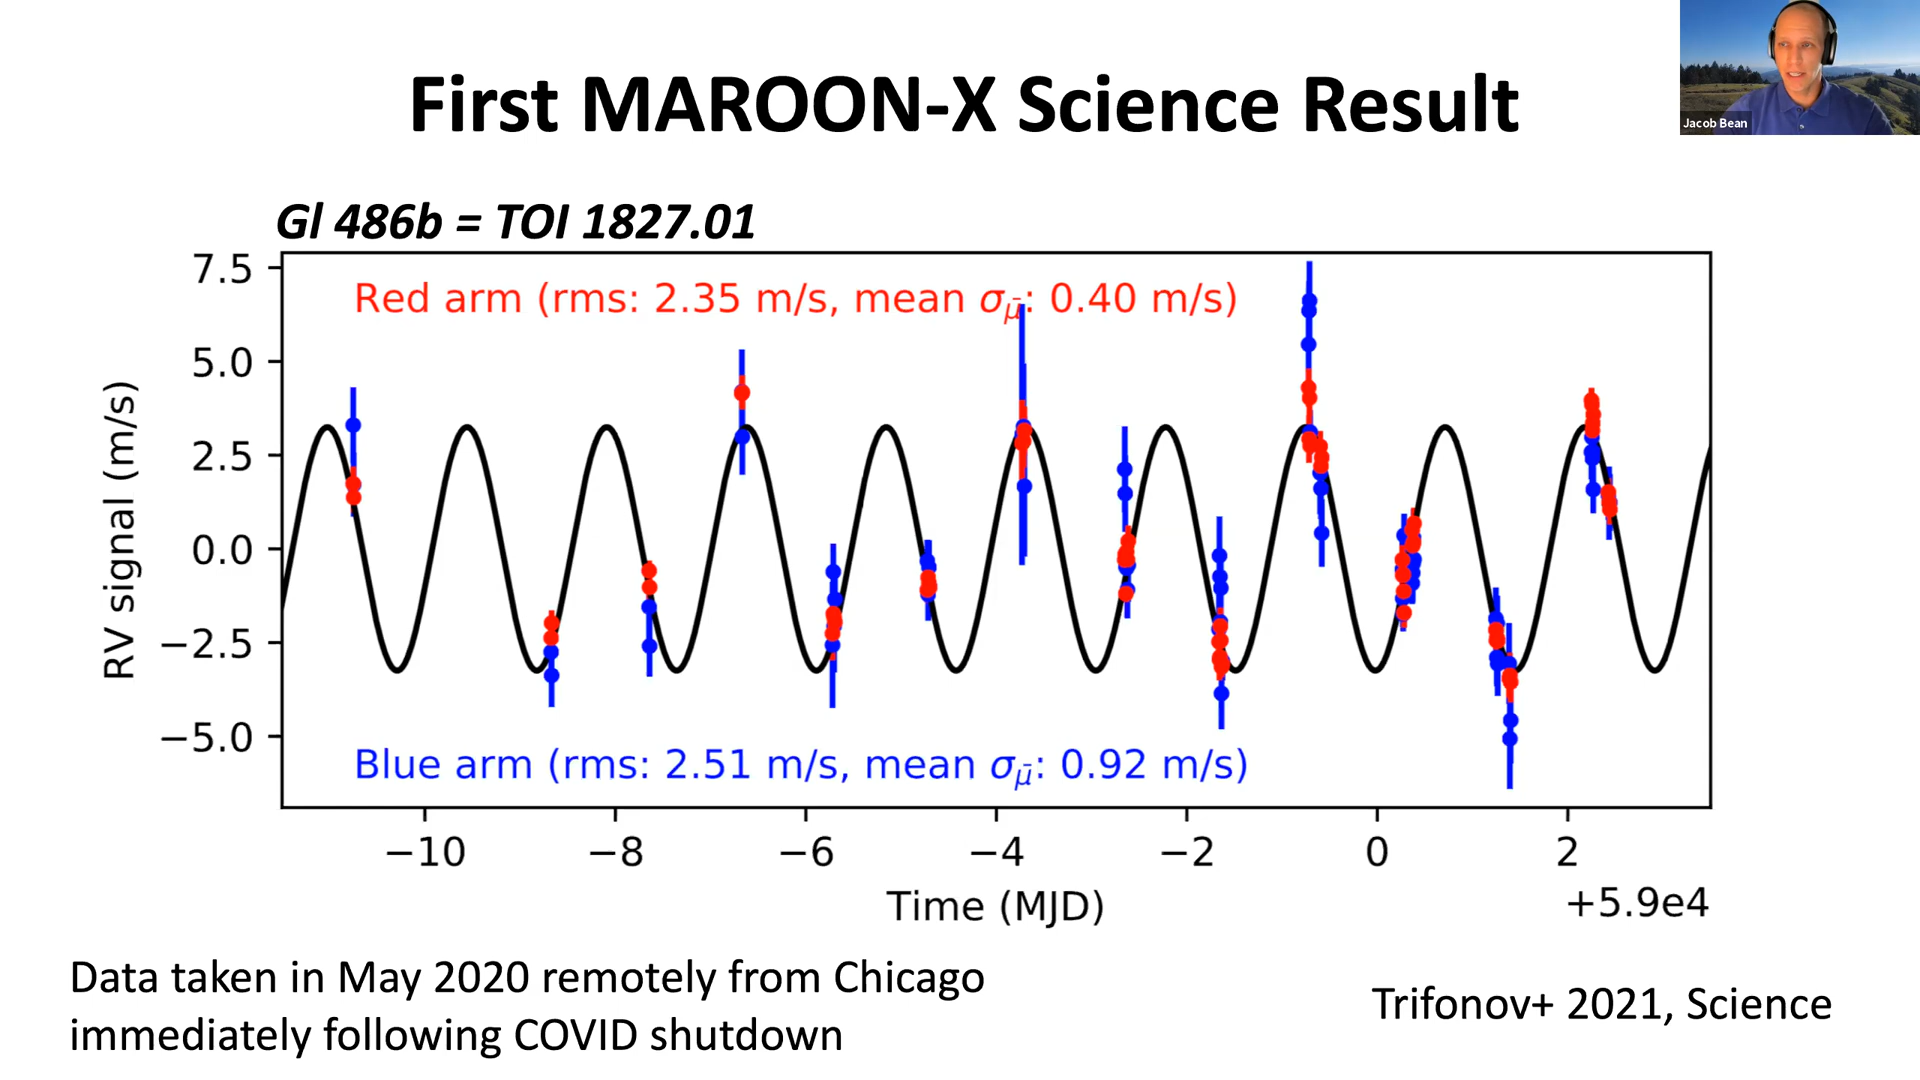 First MAROON-X Science Result
Jacob Bean
Gl 486b = TOI 1827.01
Red arm (rms: 2.35 m/s, mean σ_μ̄: 0.40 m/s)
7.5
5.0
2.5
0.0
−2.5
−5.0
RV signal (m/s)
Blue arm (rms: 2.51 m/s, mean σ_μ̄: 0.92 m/s)
−10 −8 −6 −4 −2 0 2
Time (MJD)
+5.9e4
Data taken in May 2020 remotely from Chicago
immediately following COVID shutdown
Trifonov+ 2021, Science